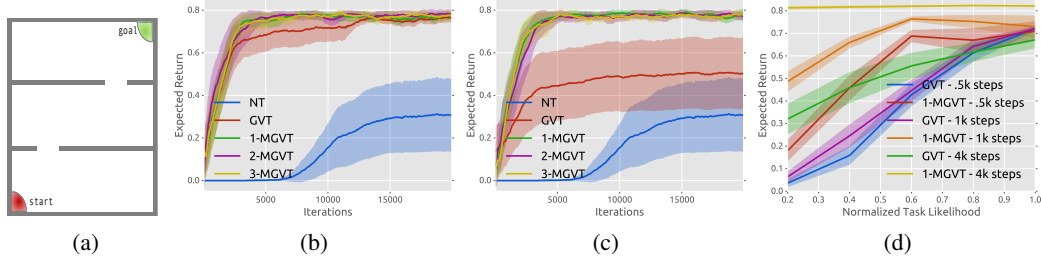 goal
start
(a)
Expected Return
0.8
0.6
0.4
0.2
0.0
NT
GVT
1-MGVT
2-MGVT
3-MGVT
5000 10000 15000
Iterations
(b)
Expected Return
0.8
0.6
0.4
0.2
0.0
NT
GVT
1-MGVT
2-MGVT
3-MGVT
5000 10000 15000
Iterations
(c)
Expected Return
0.8
0.7
0.6
0.5
0.4
0.3
0.2
0.1
0.0
GVT - .5k steps
1-MGVT - .5k steps
GVT - 1k steps
1-MGVT - 1k steps
GVT - 4k steps
1-MGVT - 4k steps
0.2 0.3 0.4 0.5 0.6 0.7 0.8 0.9 1.0
Normalized Task Likelihood
(d)